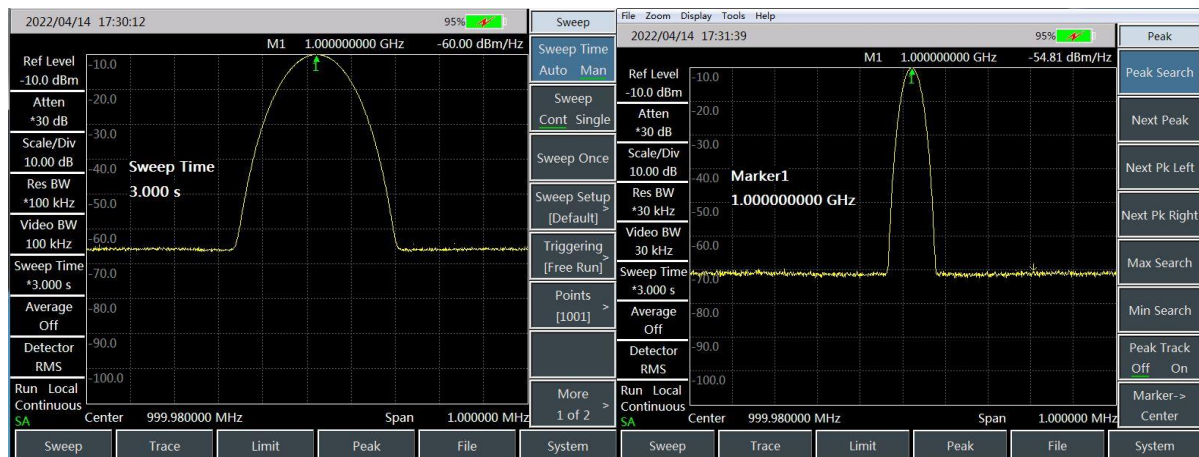 2022/04/14 17:30:12
95%
Sweep
M1 1.000000000 GHz -60.00 dBm/Hz
Ref Level
-10.0 dBm
Atten
*30 dB
Scale/Div
10.00 dB
Res BW
*100 kHz
Video BW
100 kHz
Sweep Time
*3.000 s
Average
Off
Detector
RMS
Run Local
Continuous
SA
-10.0
-20.0
-30.0
-40.0
-50.0
-60.0
-70.0
-80.0
-90.0
-100.0
1
Sweep Time
3.000 s
Center 999.980000 MHz Span 1.000000 MHz
Sweep Time
Auto Man
Sweep
Cont Single
Sweep Once
Sweep Setup >
[Default]
Triggering >
[Free Run]
Points >
[1001]
More >
1 of 2
Sweep Trace Limit Peak File System
File Zoom Display Tools Help
2022/04/14 17:31:39
95%
Peak
M1 1.000000000 GHz -54.81 dBm/Hz
Ref Level
-10.0 dBm
Atten
*30 dB
Scale/Div
10.00 dB
Res BW
*30 kHz
Video BW
30 kHz
Sweep Time
*3.000 s
Average
Off
Detector
RMS
Run Local
Continuous
SA
-10.0
-20.0
-30.0
-40.0
-50.0
-60.0
-70.0
-80.0
-90.0
-100.0
1
Marker1
1.000000000 GHz
Center 999.980000 MHz Span 1.000000 MHz
Peak Search
Next Peak
Next Pk Left
Next Pk Right
Max Search
Min Search
Peak Track
Off On
Marker->
Center
Sweep Trace Limit Peak File System